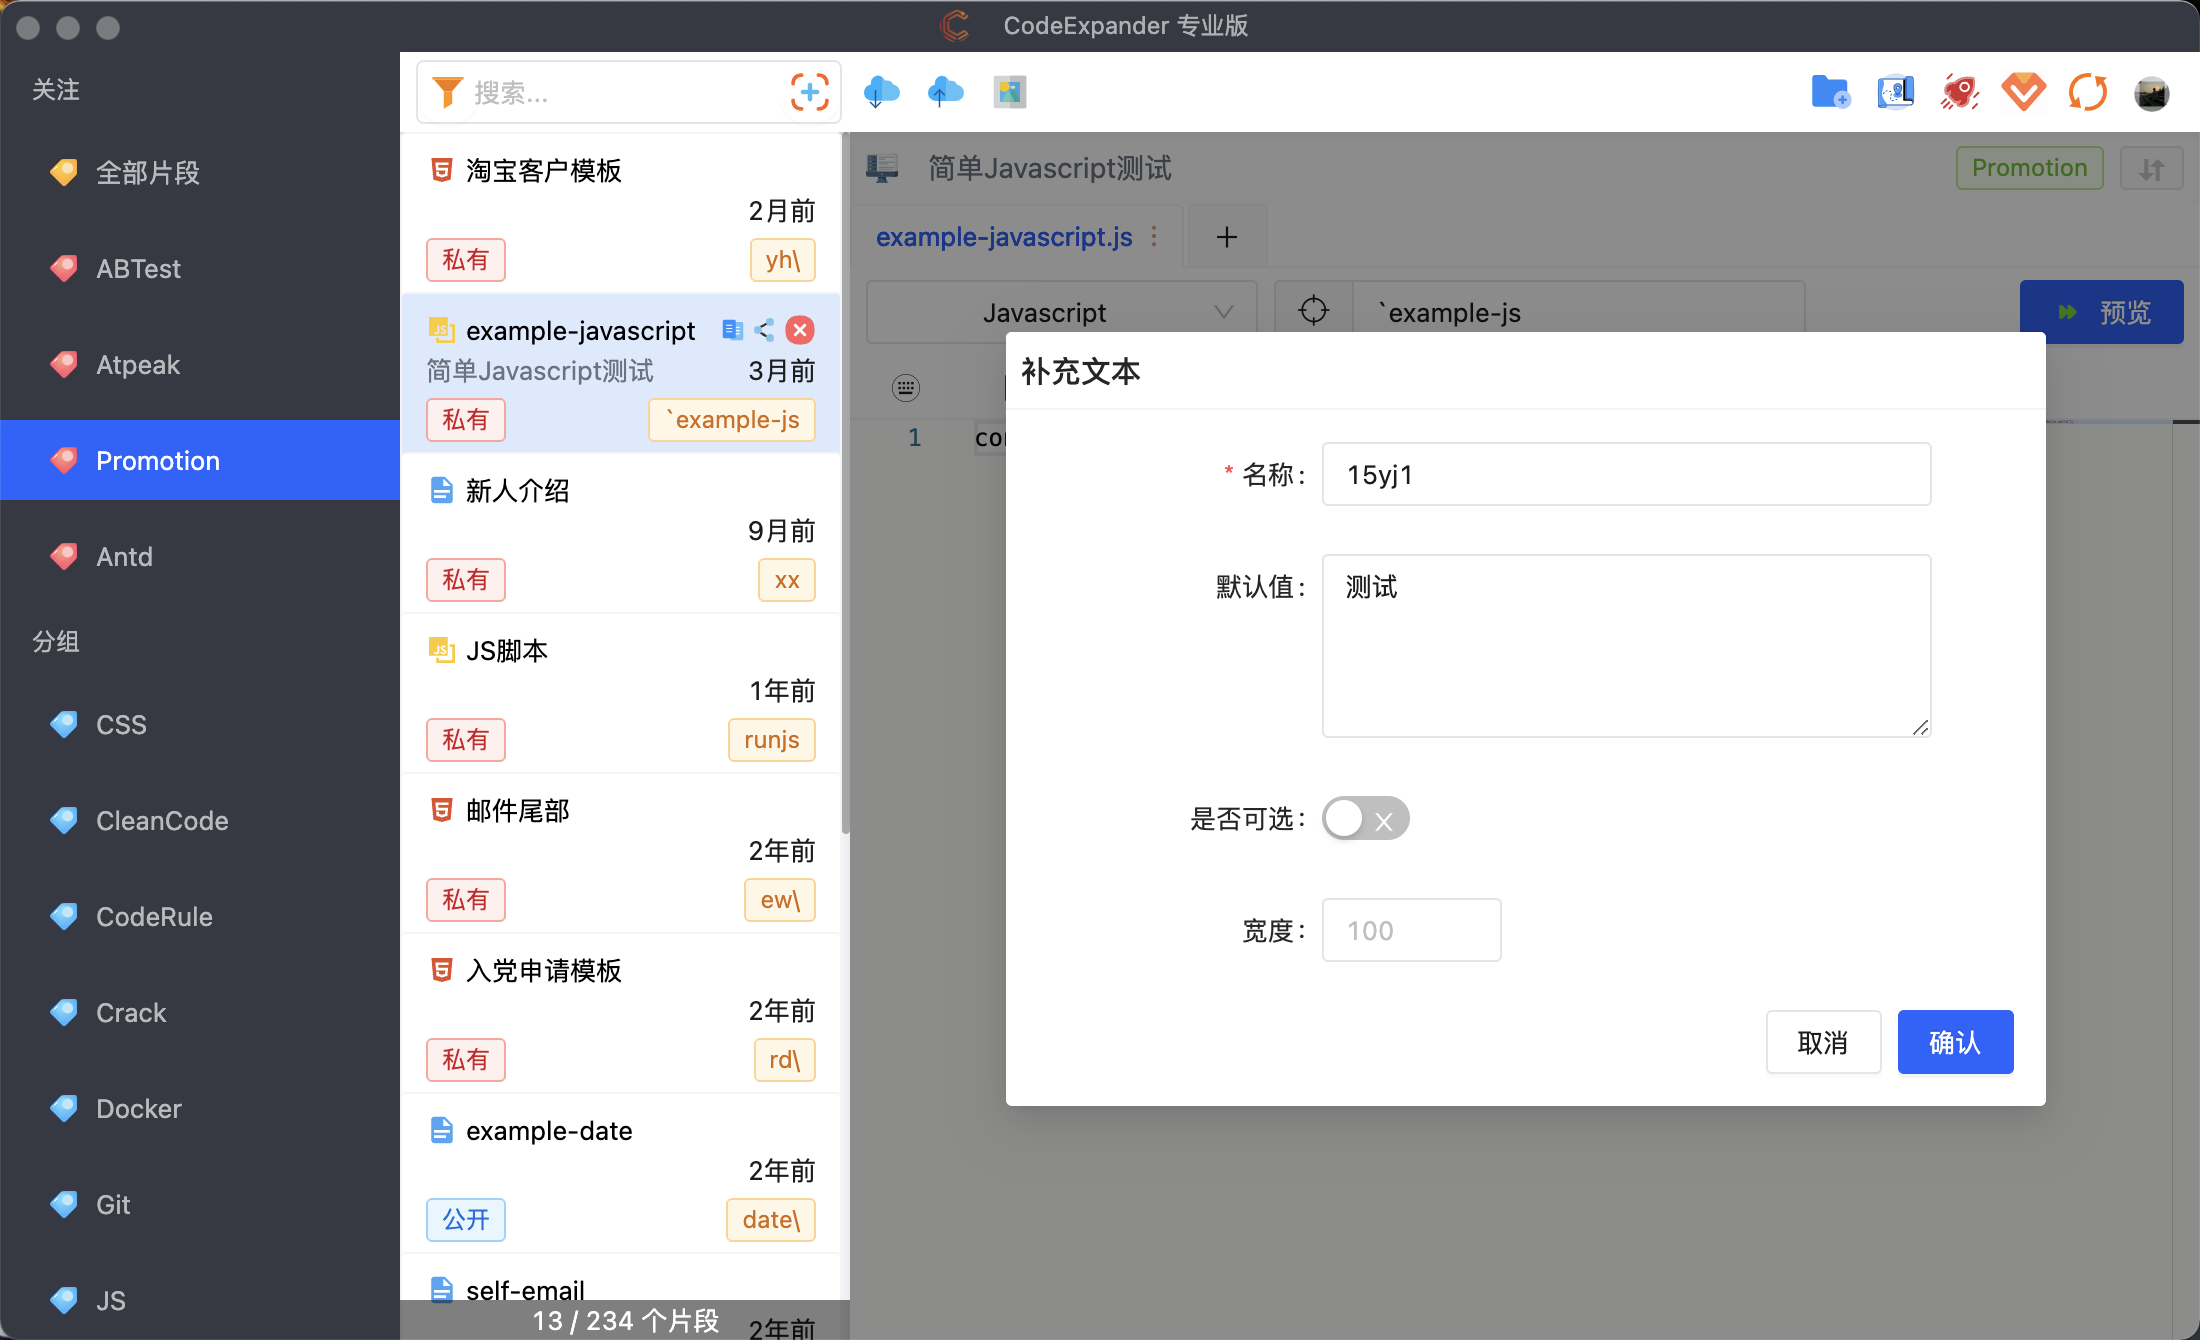 CodeExpander 专业版
关注
全部片段
ABTest
Atpeak
Promotion
Antd
分组
CSS
CleanCode
CodeRule
Crack
Docker
Git
JS
搜索...
淘宝客户模板
2月前
私有
yh\
example-javascript
简单Javascript测试
3月前
私有
`example-js
新人介绍
9月前
私有
xx
JS脚本
1年前
私有
runjs
邮件尾部
2年前
私有
ew\
入党申请模板
2年前
私有
rd\
example-date
2年前
公开
date\
self-email
2年前
13 / 234 个片段
简单Javascript测试
Promotion
example-javascript.js
+
Javascript
`example-js
预览
1
补充文本
* 名称:
15yj1
默认值:
测试
是否可选:
宽度:
100
取消
确认